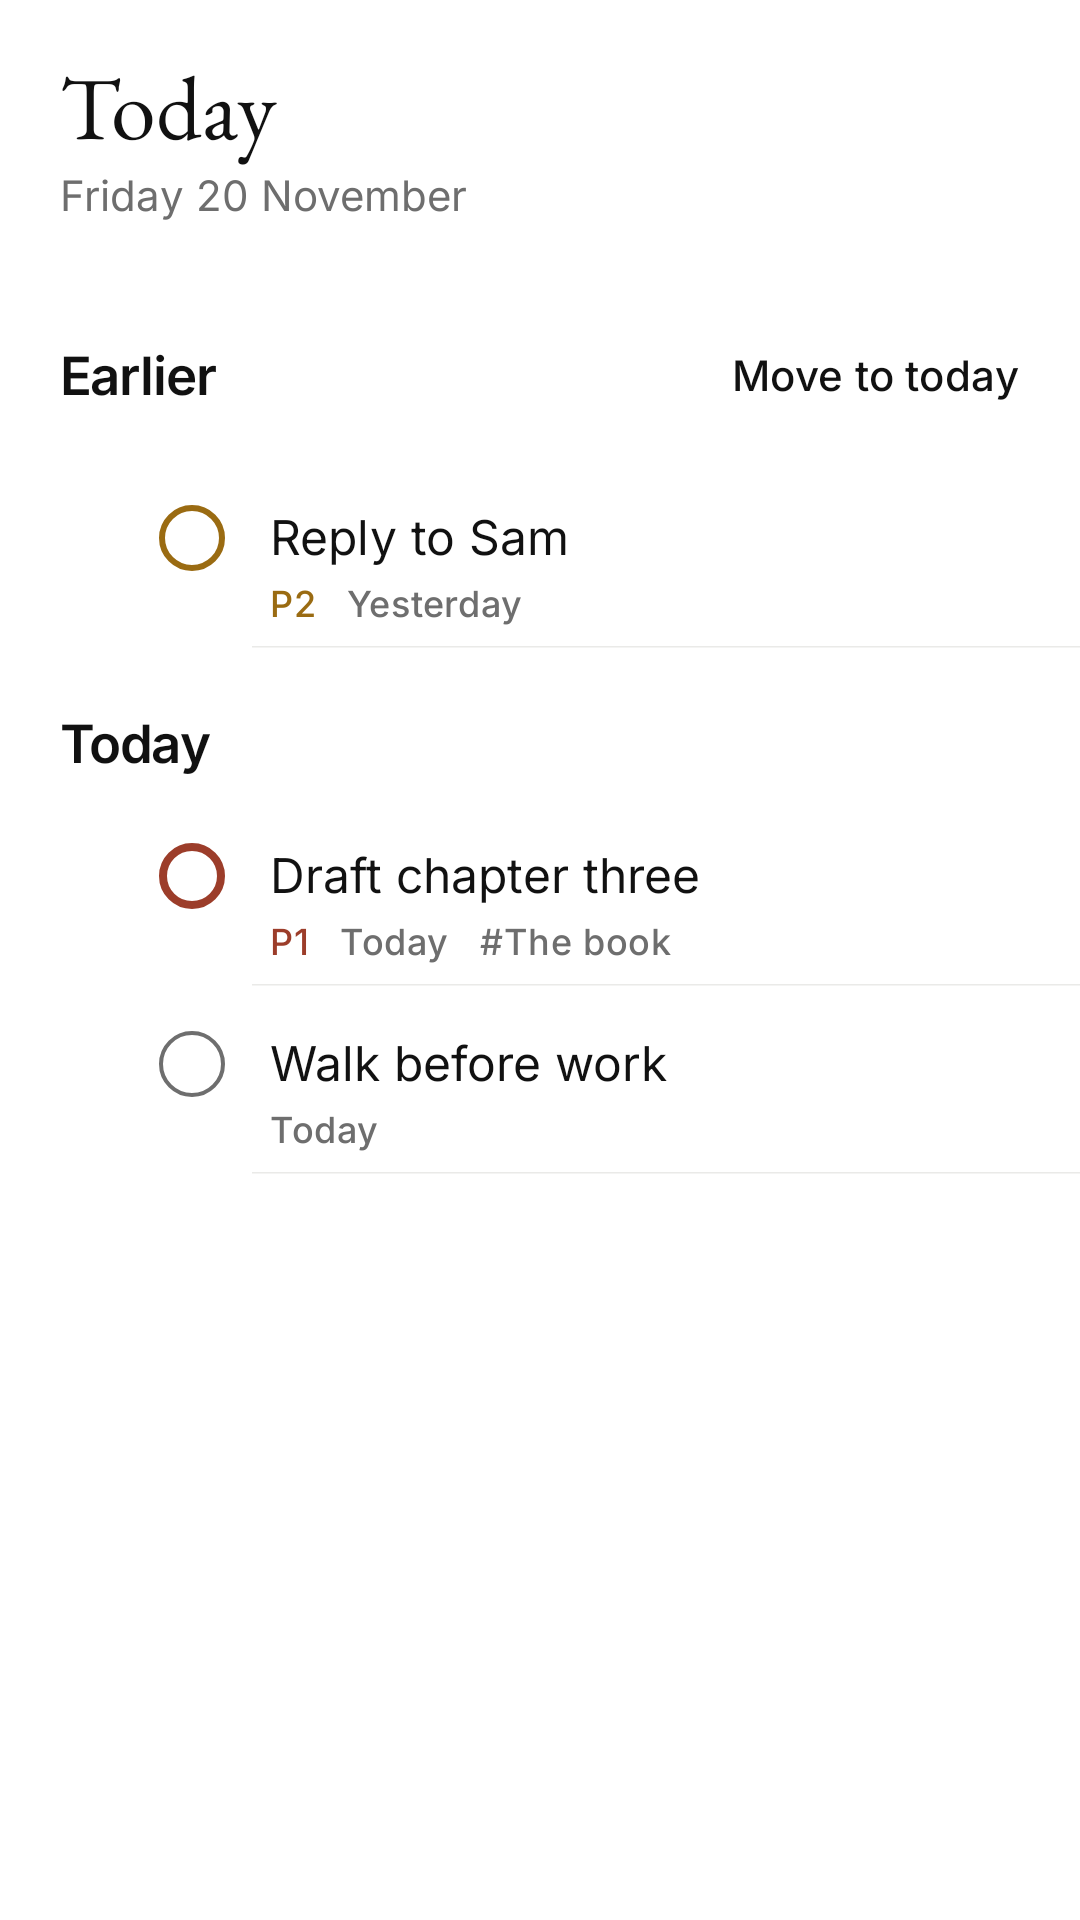 Today
Friday 20 November
Earlier
Move to today
Reply to Sam
P2 Yesterday
Today
Draft chapter three
P1 Today #The book
Walk before work
Today